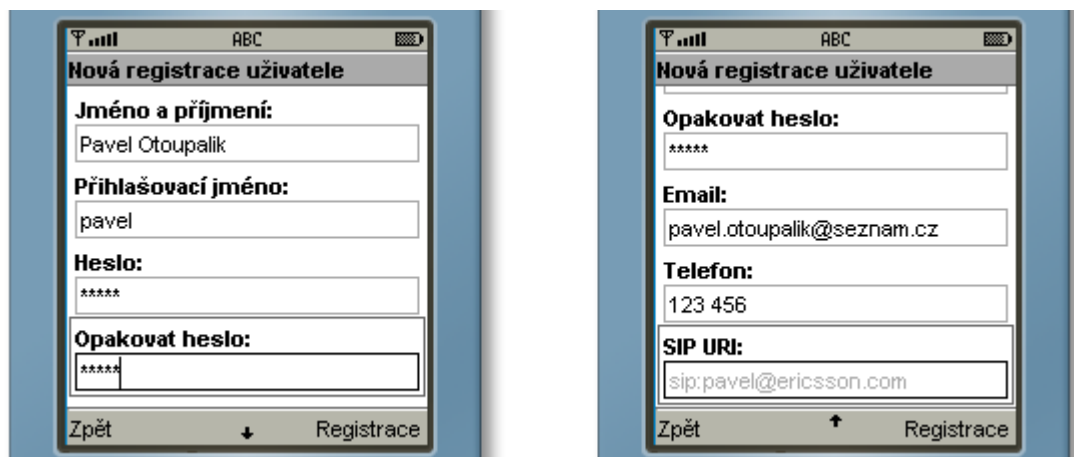 ABC
Nová registrace uživatele
Jméno a příjmení:
Pavel Otoupalik
Přihlašovací jméno:
pavel
Heslo:
*****
Opakovat heslo:
*****
Zpět
Registrace
ABC
Nová registrace uživatele
Opakovat heslo:
*****
Email:
pavel.otoupalik@seznam.cz
Telefon:
123 456
SIP URI:
sip:pavel@ericsson.com
Zpět
Registrace